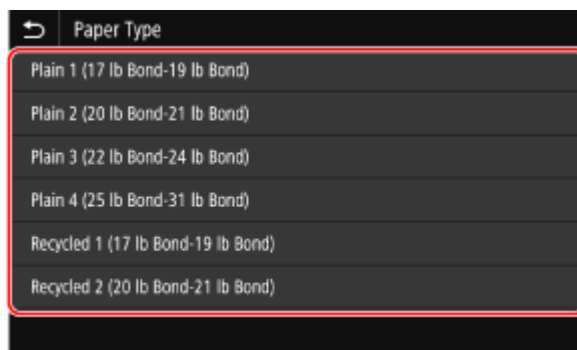 Paper Type
Plain 1 (17 lb Bond-19 lb Bond)
Plain 2 (20 lb Bond-21 lb Bond)
Plain 3 (22 lb Bond-24 lb Bond)
Plain 4 (25 lb Bond-31 lb Bond)
Recycled 1 (17 lb Bond-19 lb Bond)
Recycled 2 (20 lb Bond-21 lb Bond)